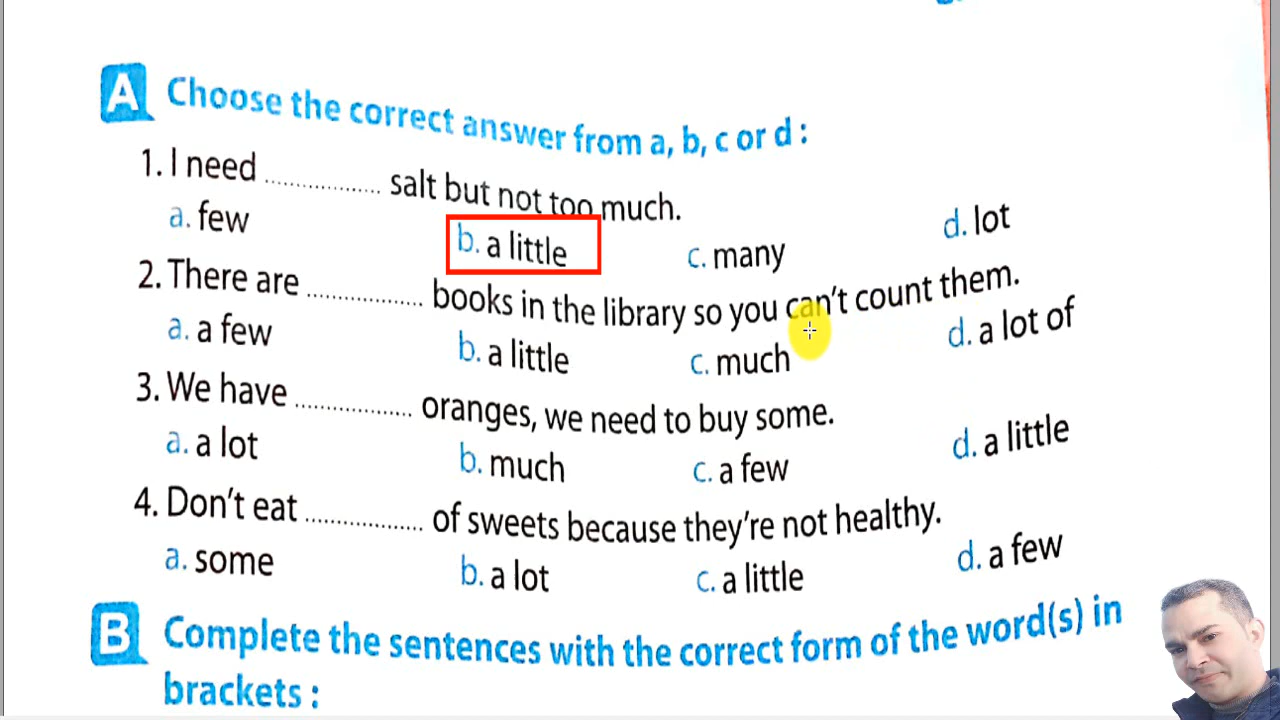 A Choose the correct answer from a, b, c or d :
1. I need ................... salt but not too much.
a. few b. a little c. many d. lot
2. There are ................... books in the library so you can't count them.
a. a few b. a little c. much d. a lot of
3. We have ................... oranges, we need to buy some.
a. a lot b. much c. a few d. a little
4. Don't eat ................... of sweets because they're not healthy.
a. some b. a lot c. a little d. a few
B Complete the sentences with the correct form of the word(s) in
brackets :